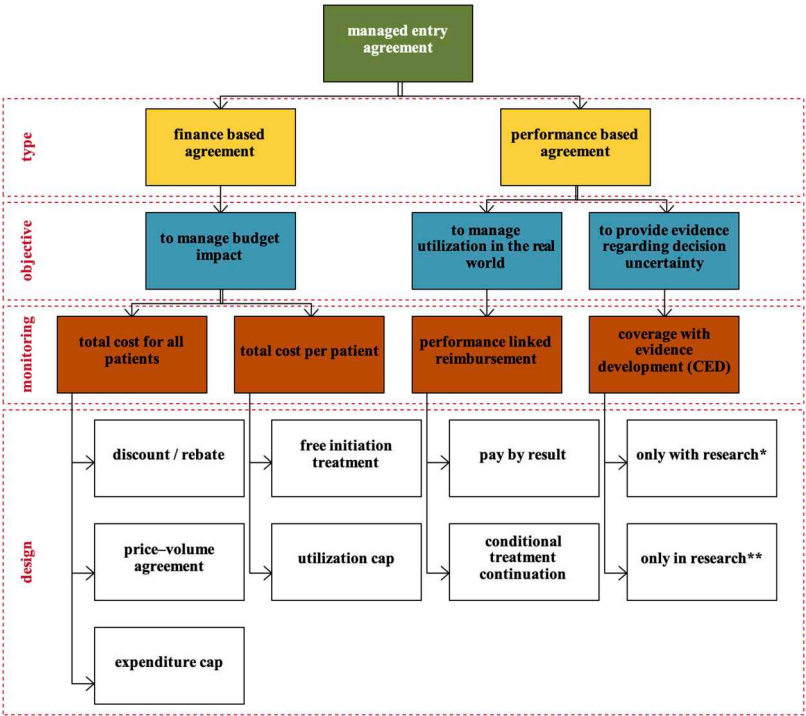 managed entry
agreement
type
finance based
agreement
performance based
agreement
objective
to manage budget
impact
to manage
utilization in the real
world
to provide evidence
regarding decision
uncertainty
monitoring
total cost for all
patients
total cost per patient
performance linked
reimbursement
coverage with
evidence
development (CED)
design
discount / rebate
free initiation
treatment
pay by result
only with research*
price–volume
agreement
utilization cap
conditional
treatment
continuation
only in research**
expenditure cap